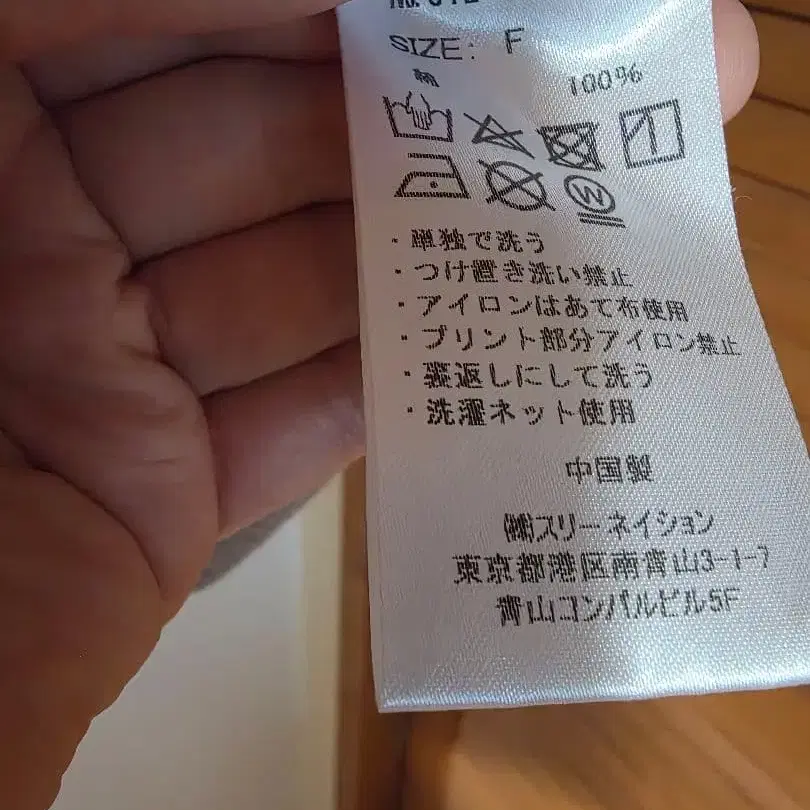 SIZE: F
綿 100%
・単独で洗う
・つけ置き洗い禁止
・アイロンはあて布使用
・プリント部分アイロン禁止
・裏返しにして洗う
・洗濯ネット使用
中国製
㈱スリーネイション
東京都港区南青山3-1-7
青山コンパルビル5F